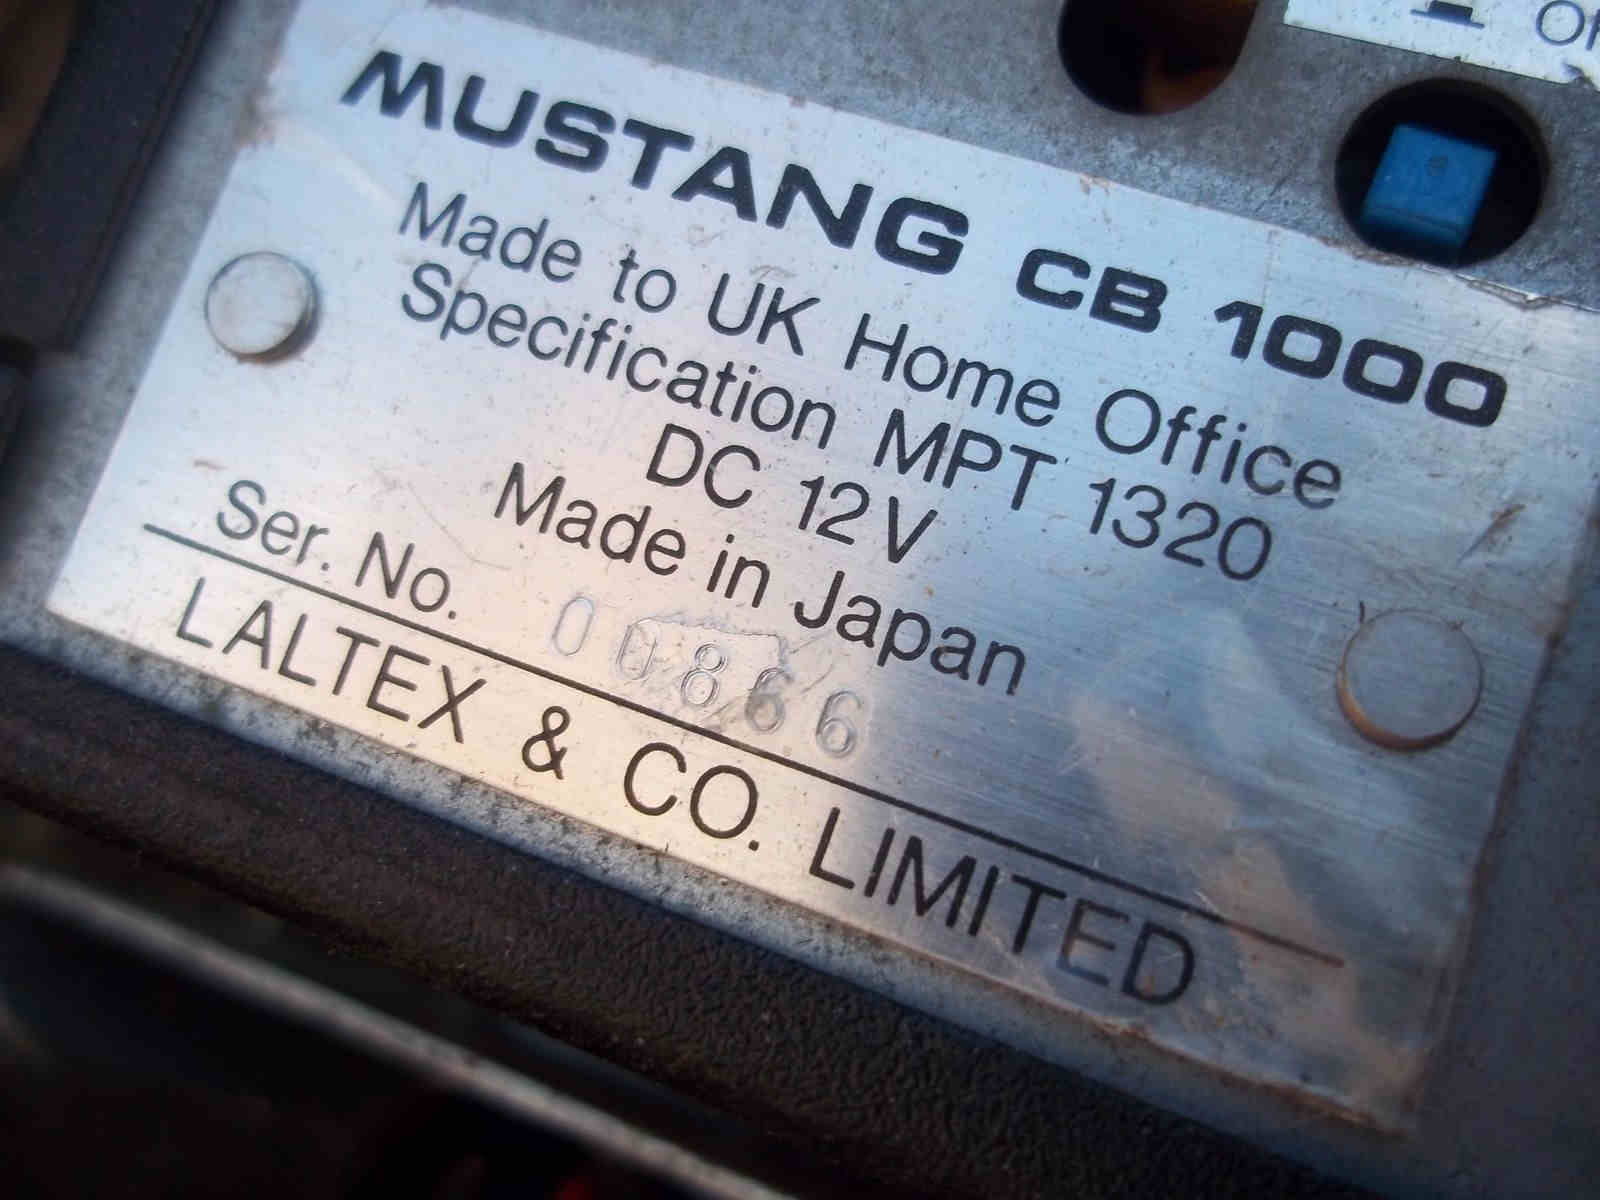 MUSTANG CB 1000
Made to UK Home Office
Specification MPT 1320
DC 12V
Made in Japan
Ser. No. 00866
LALTEX & CO. LIMITED